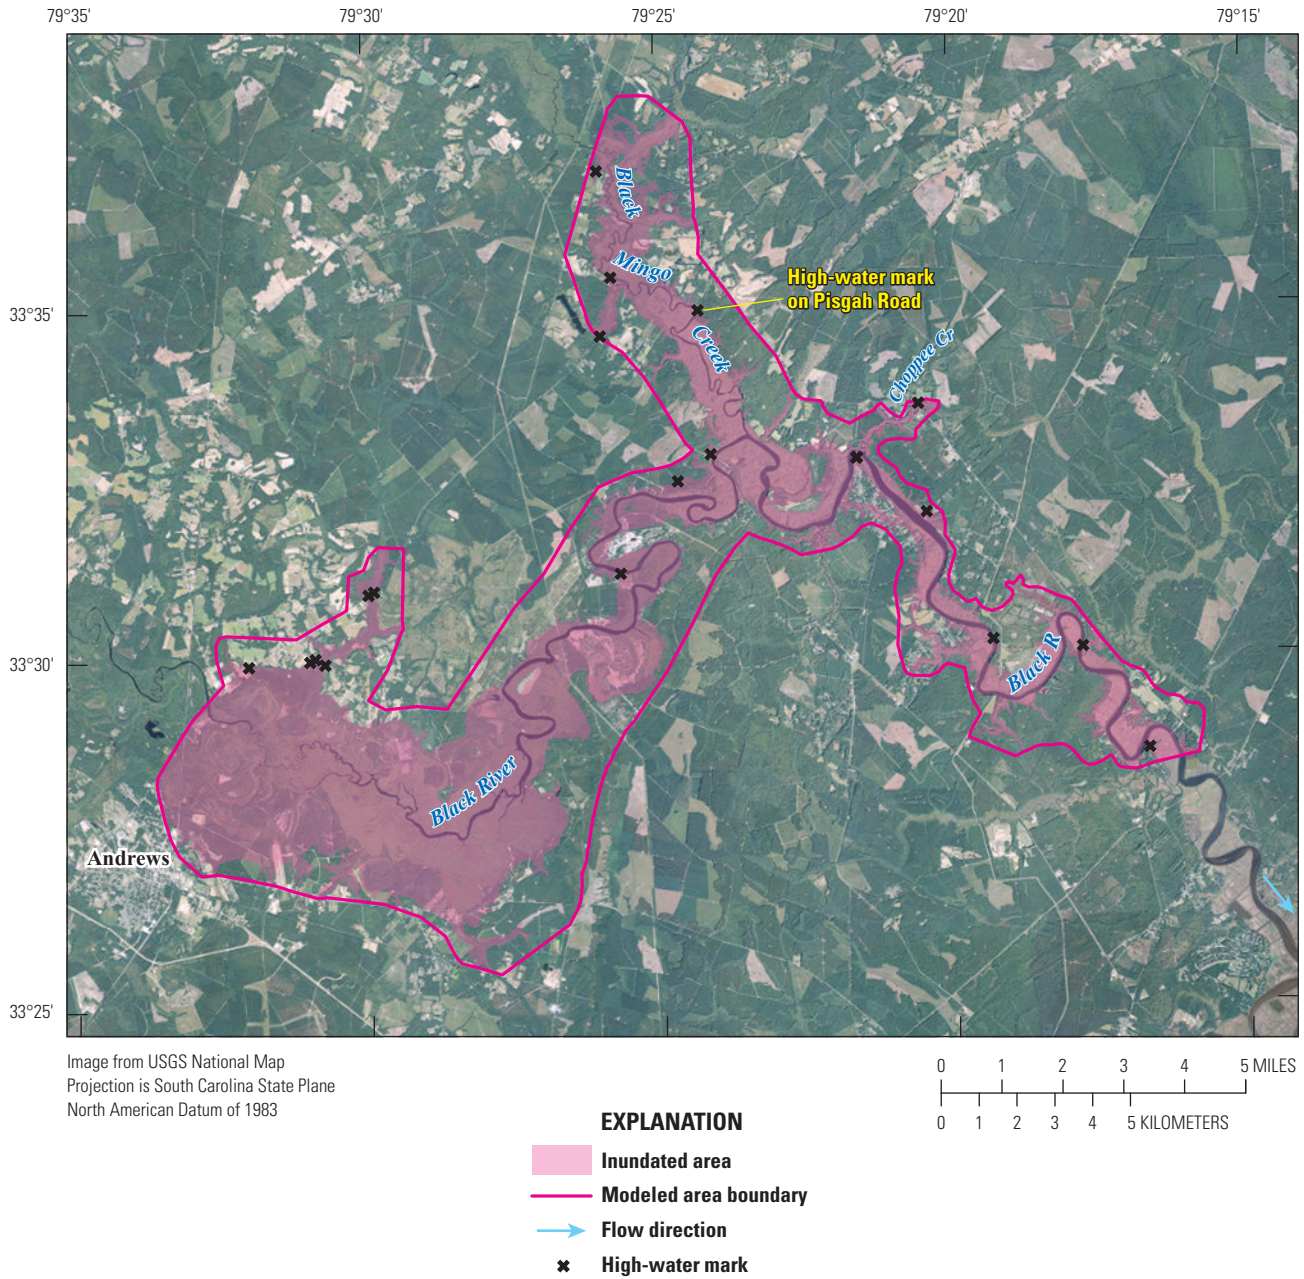 79°35' 79°30' 79°25' 79°20' 79°15'
Black
Mingo
High-water mark
on Pisgah Road
33°35'
Creek
Choppee Cr
33°30'
Black R
Black River
Andrews
33°25'
Image from USGS National Map
Projection is South Carolina State Plane
North American Datum of 1983
0 1 2 3 4 5 MILES
0 1 2 3 4 5 KILOMETERS
EXPLANATION
Inundated area
Modeled area boundary
Flow direction
High-water mark